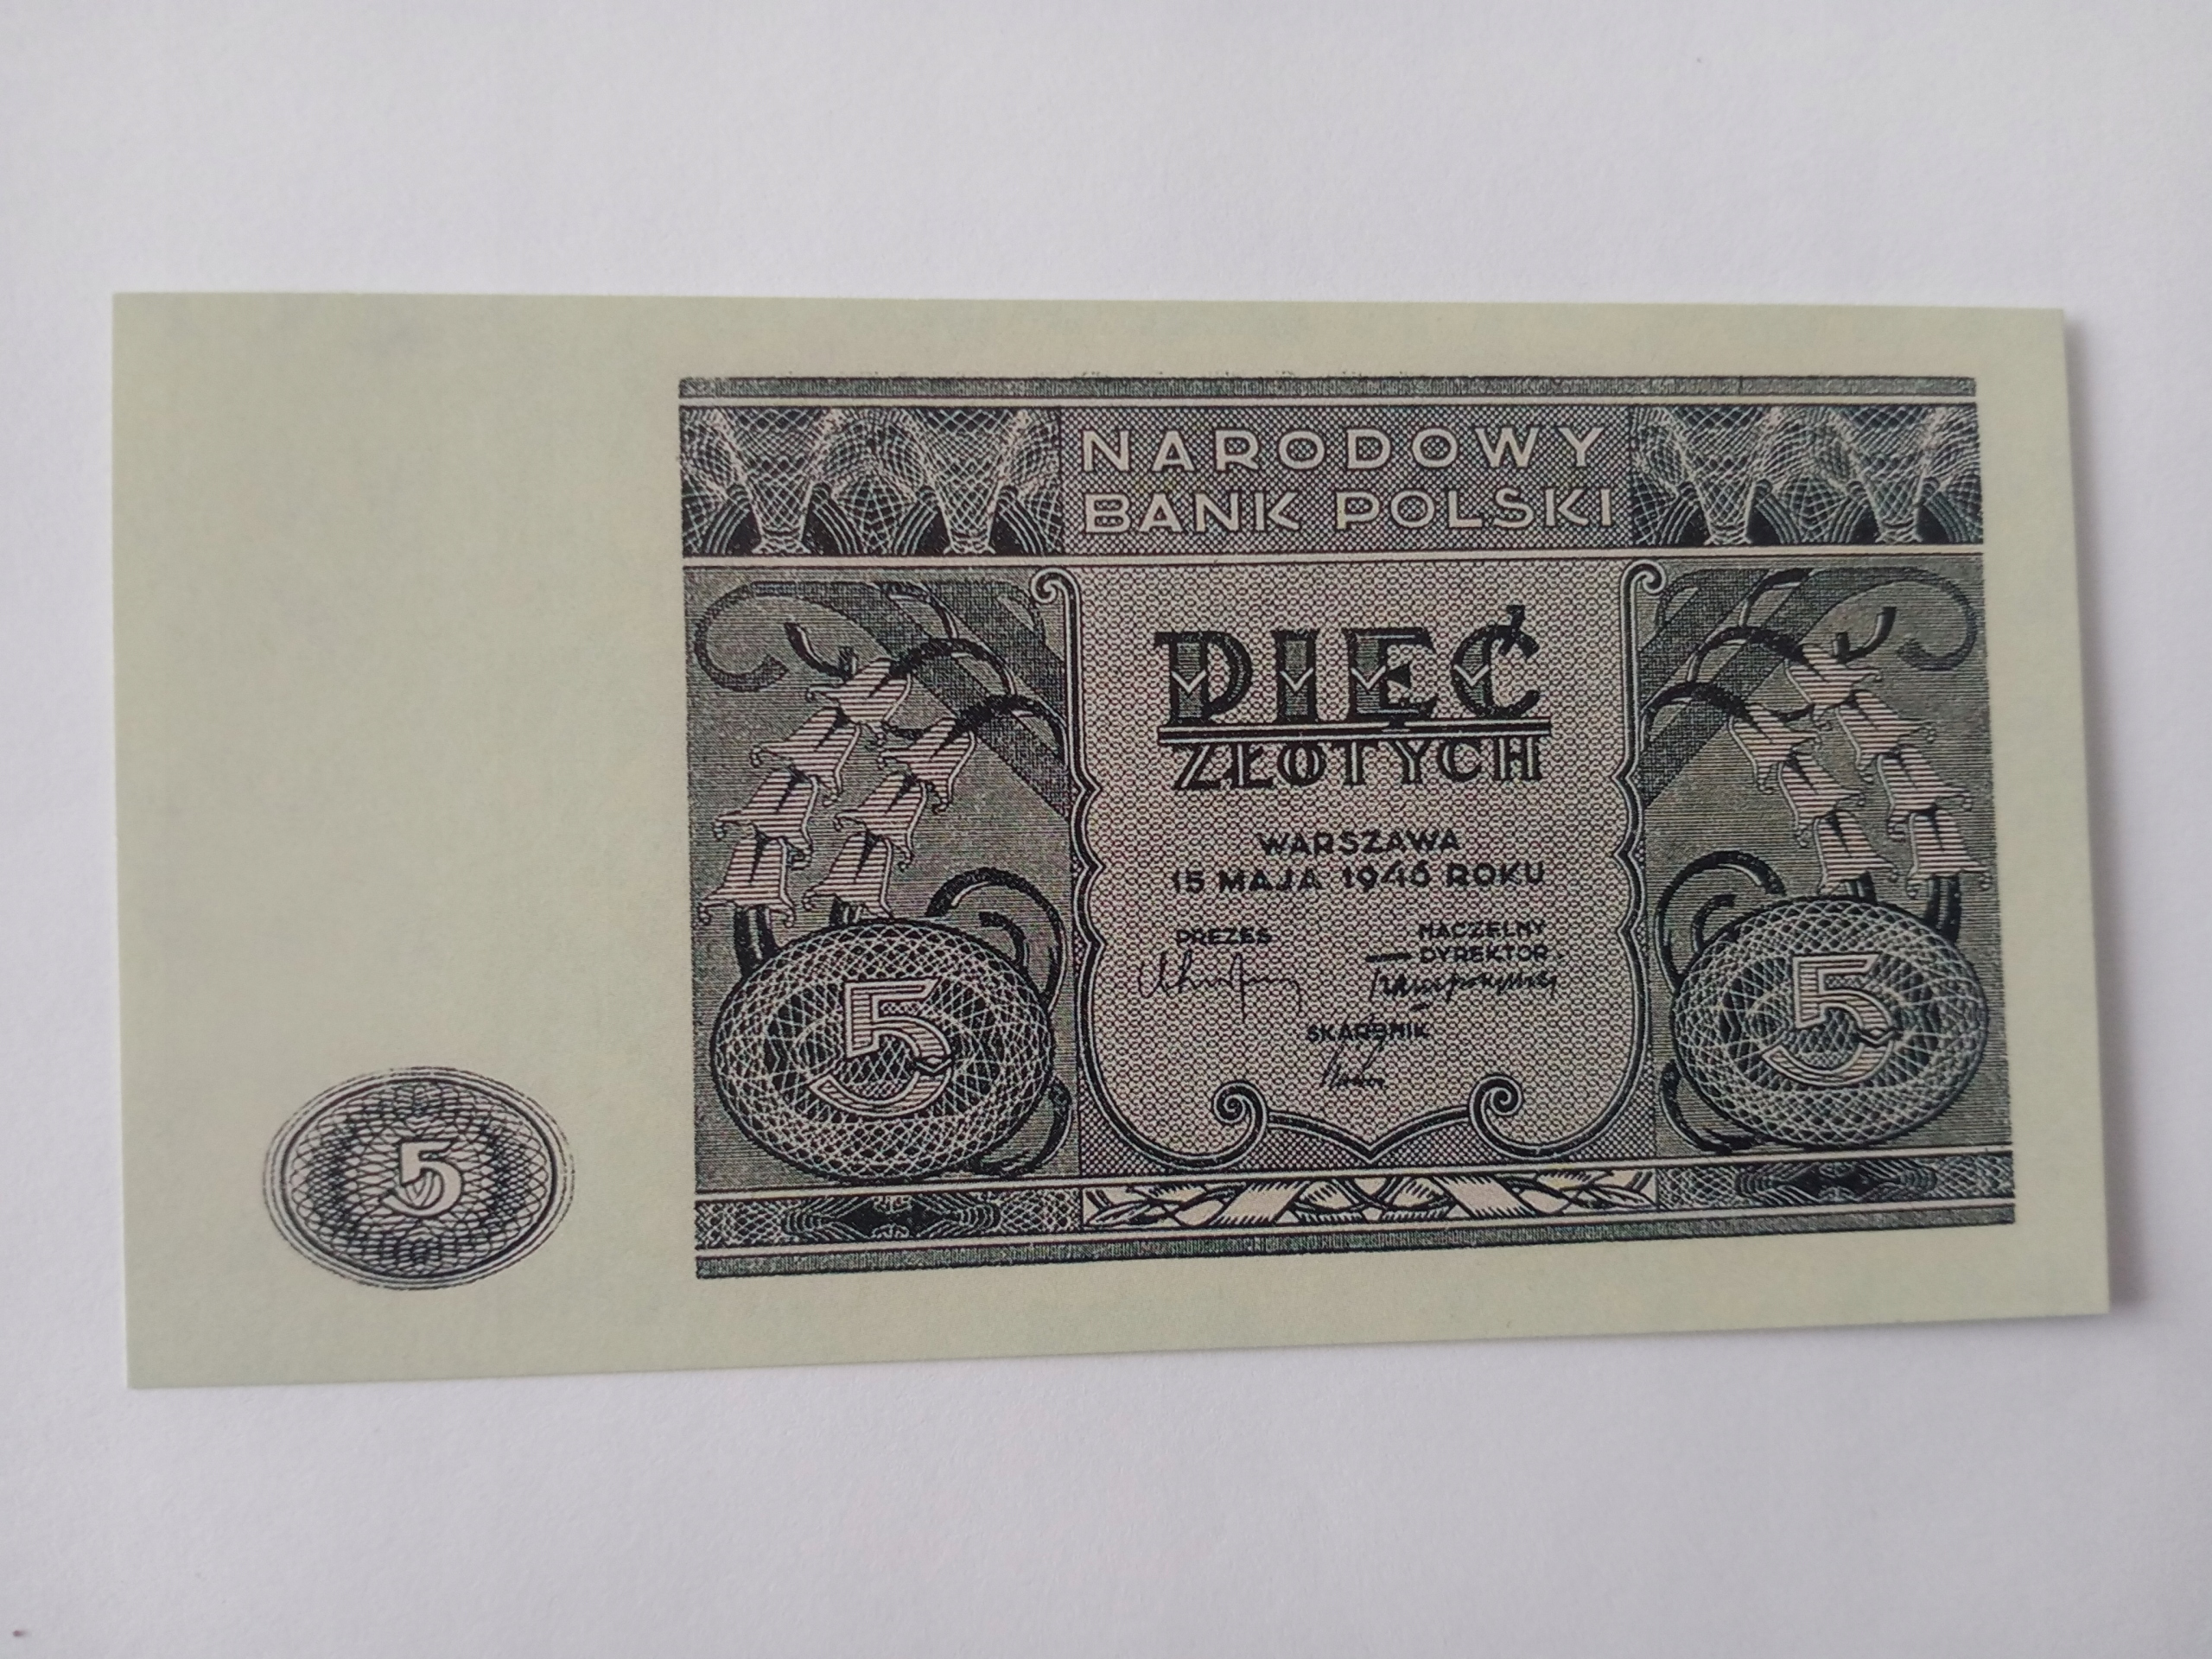 NARODOWY
BANK POLSKI
PIĘĆ
ZŁOTYCH
WARSZAWA
15 MAJA 1946 ROKU
PREZES
NACZELNY
DYREKTOR
SKARBNIK
5
5
5